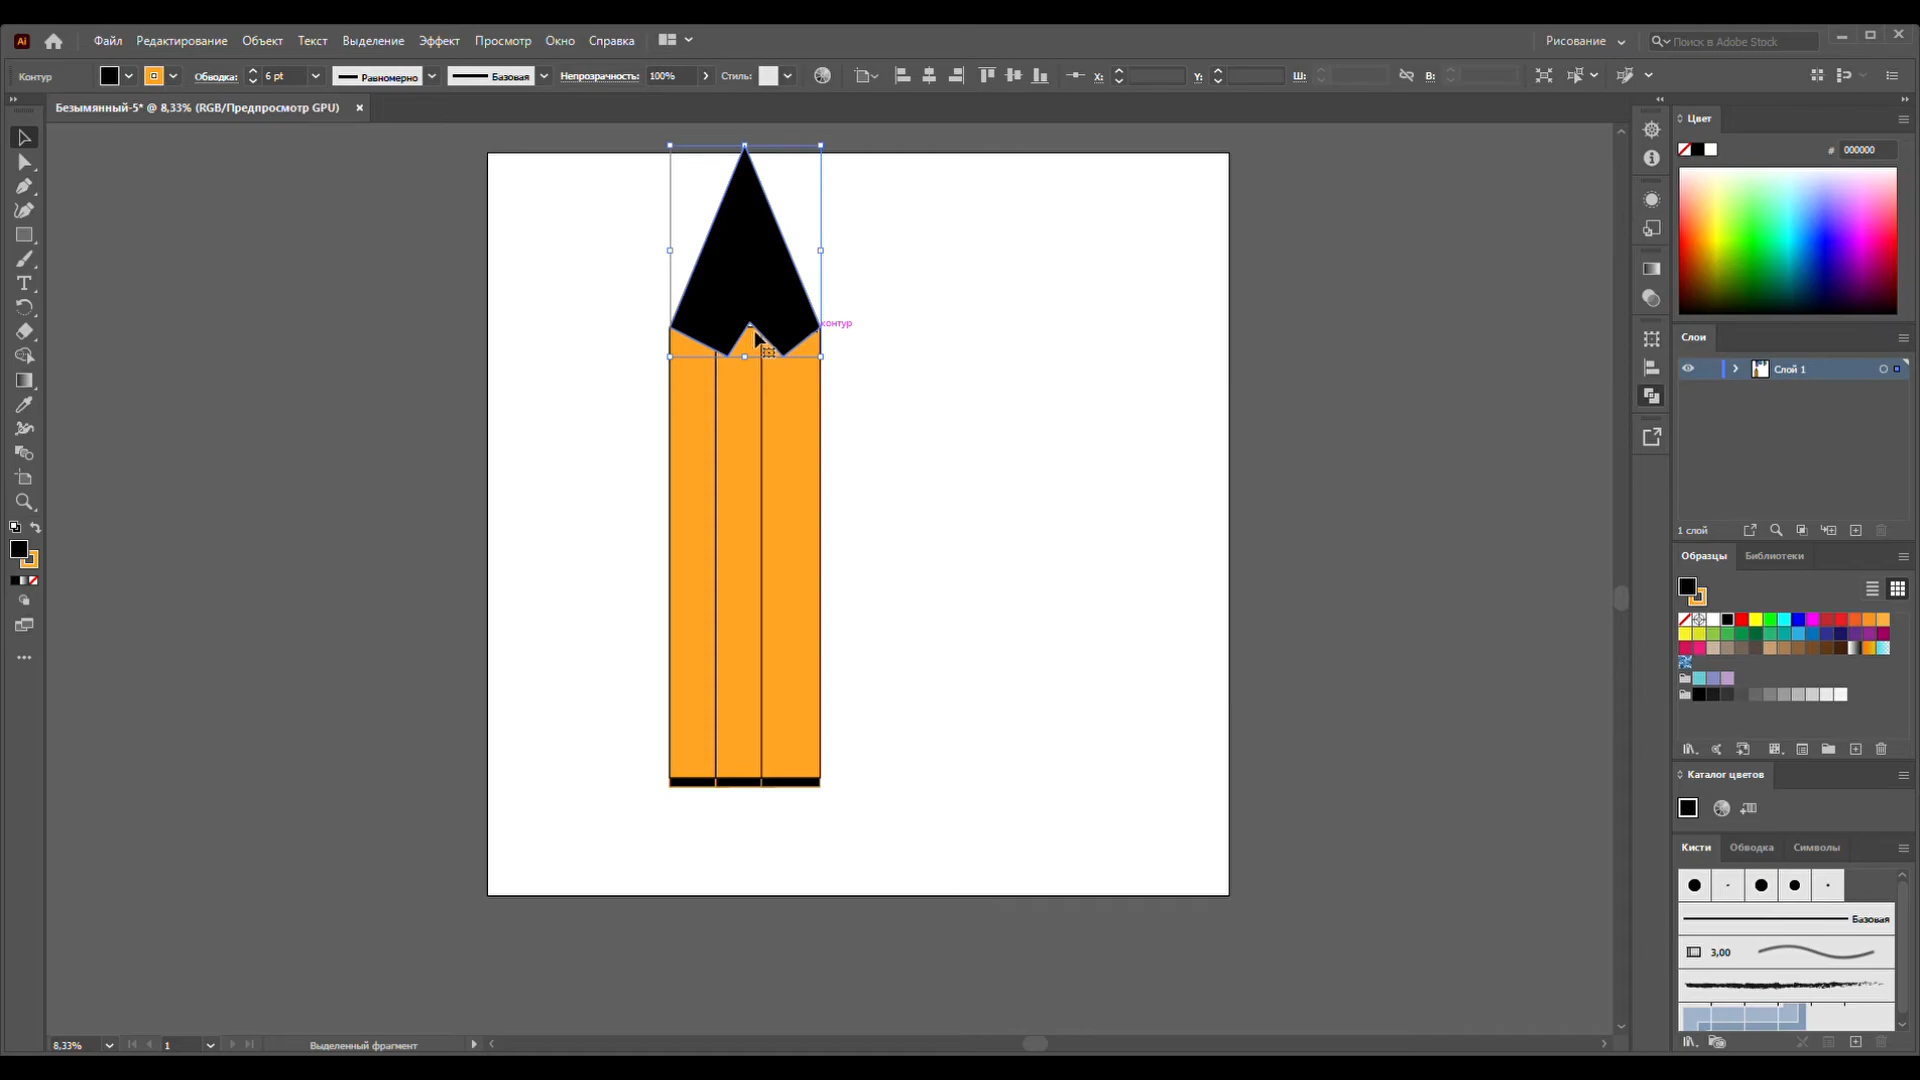 Ai Файл Редактирование Объект Текст Выделение Эффект Просмотр Окно Справка Рисование Поиск в Adobe Stock
Контур Обводка: 6 pt Равномерно Базовая Непрозрачность: 100% Стиль: X: Y: Ш: В:
Безымянный-5* @ 8,33% (RGB/Предпросмотр GPU)
Цвет
# 000000
контур
Слои
Слой 1
1 слой
Образцы Библиотеки
Каталог цветов
Кисти Обводка Символы
Базовая
3,00
8,33% 1 Выделенный фрагмент